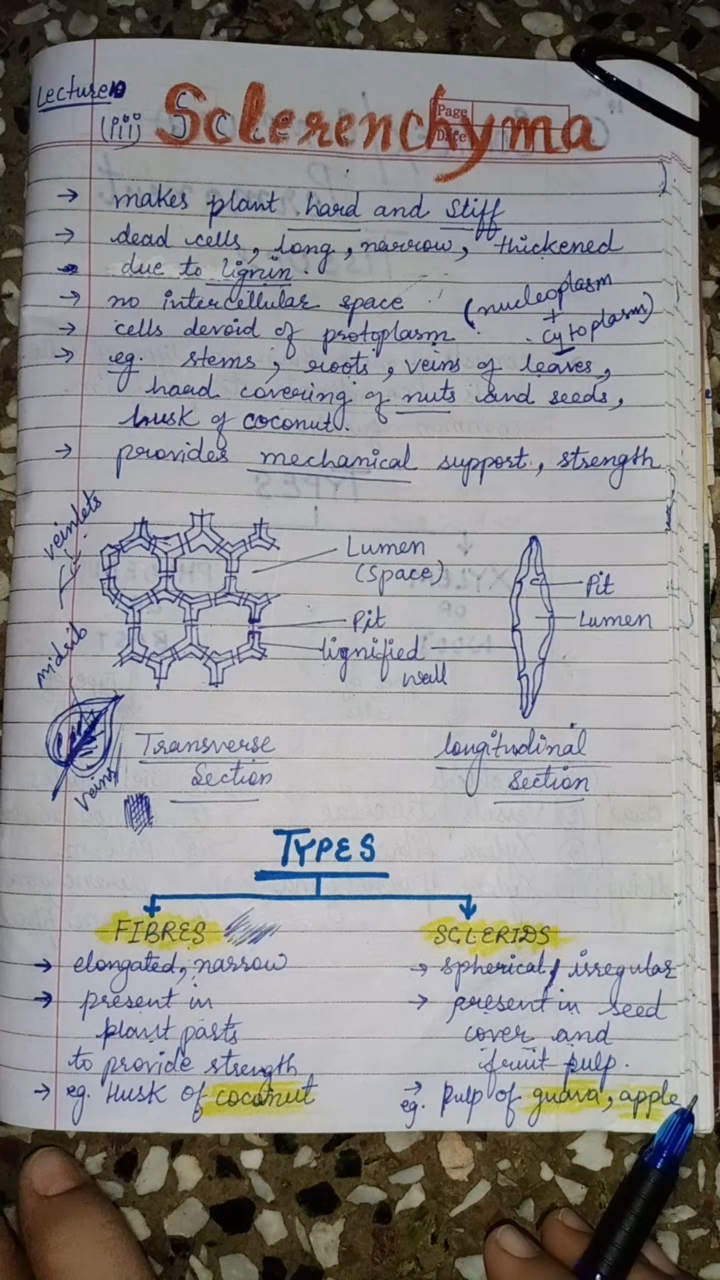 Lecture 10
Page
Date
(iii) Sclerenchyma
→ makes plant hard and stiff
→ dead cells, long, narrow, thickened
due to lignin
→ no intercellular space
(nucleoplasm
+
cytoplasm)
→ cells devoid of protoplasm
→ eg. stems, roots, veins of leaves,
hard covering of nuts and seeds,
husk of coconut.
→ provides mechanical support, strength
veinlets
midrib
veins
Lumen
(Space)
Pit
lignified
wall
Pit
Lumen
Transverse
Section
longitudinal
Section
TYPES
FIBRES
→ elongated, narrow
→ present in
plant parts
to provide strength
→ eg. Husk of coconut
SCLERIDS
→ spherical, irregular
→ present in seed
cover and
fruit pulp.
→ eg. pulp of guava, apple